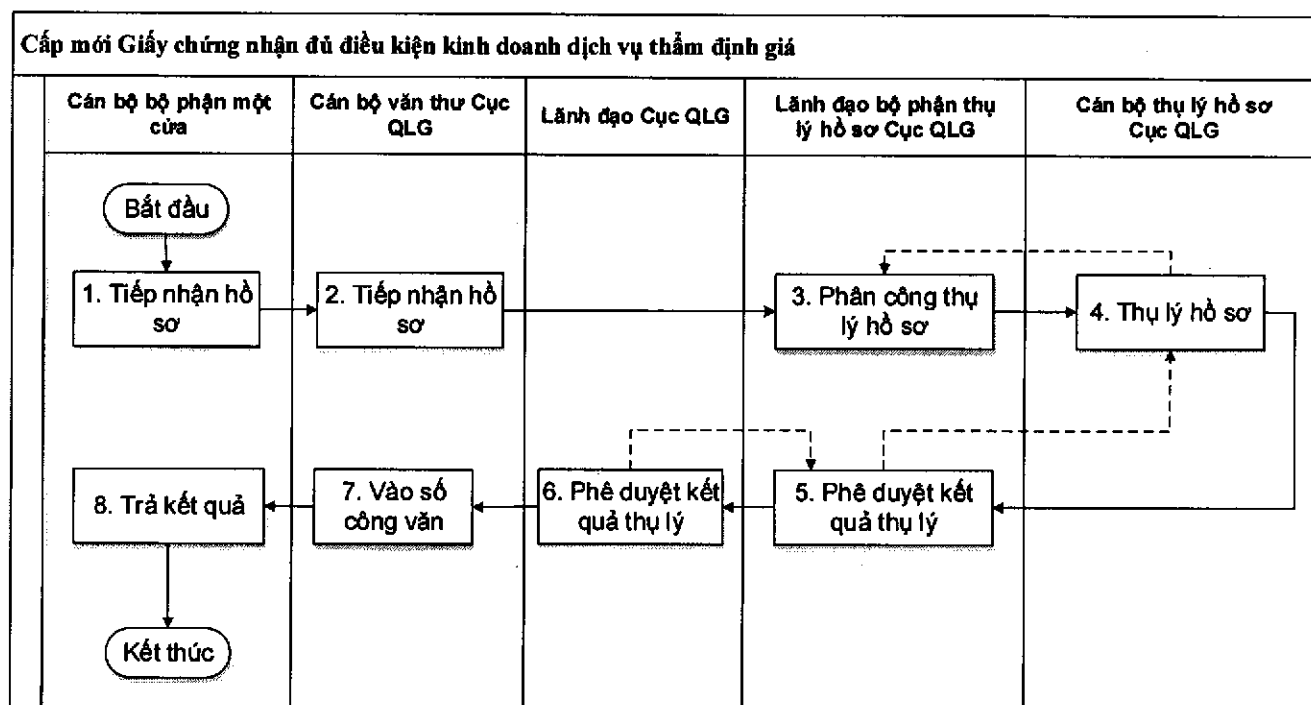 Cấp mới Giấy chứng nhận đủ điều kiện kinh doanh dịch vụ thẩm định giá
Cán bộ bộ phận một
cửa
Cán bộ văn thư Cục
QLG
Lãnh đạo Cục QLG
Lãnh đạo bộ phận thụ
lý hồ sơ Cục QLG
Cán bộ thụ lý hồ sơ
Cục QLG
Bắt đầu
1. Tiếp nhận hồ
sơ
2. Tiếp nhận hồ
sơ
3. Phân công thụ
lý hồ sơ
4. Thụ lý hồ sơ
8. Trả kết quả
7. Vào số
công văn
6. Phê duyệt kết
quả thụ lý
5. Phê duyệt kết
quả thụ lý
Kết thúc